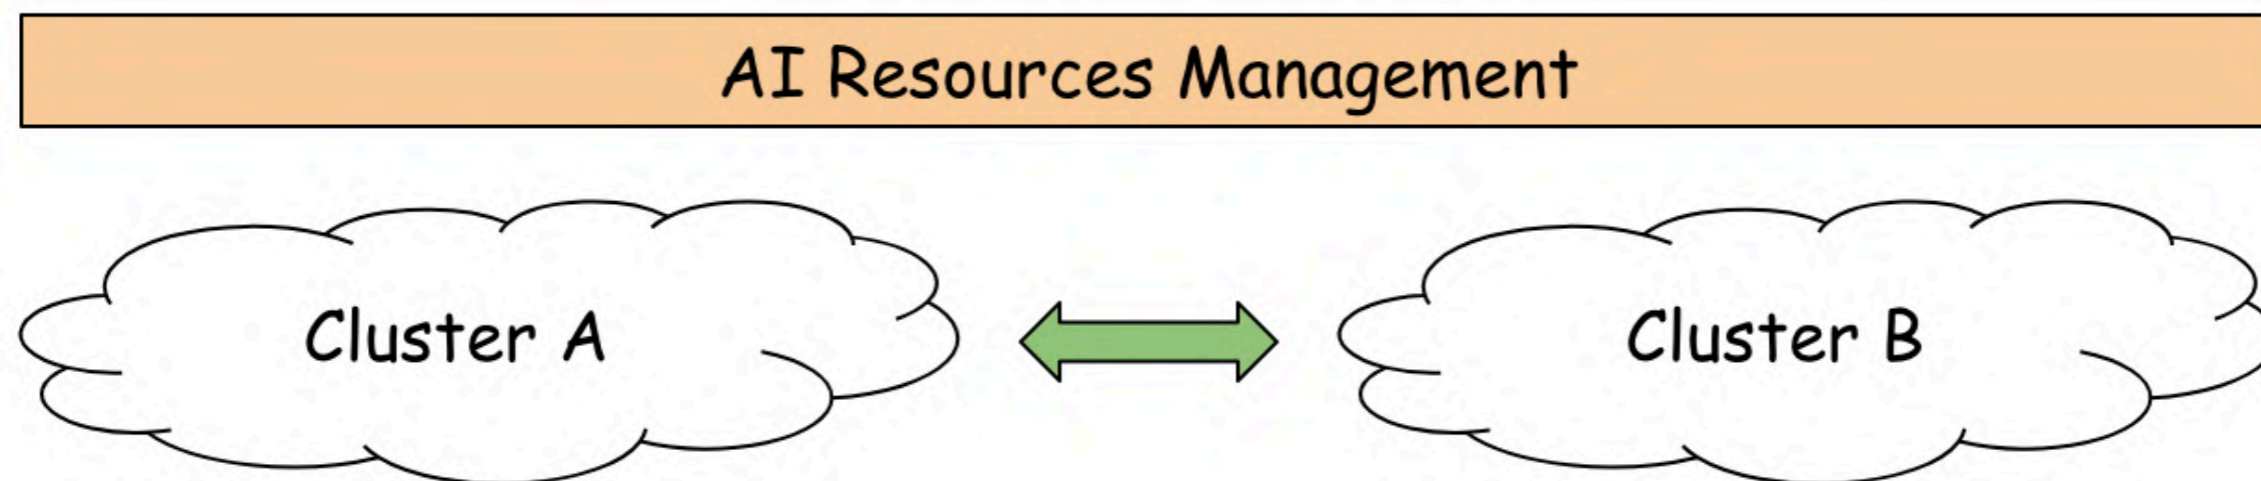 AI Resources Management
Cluster A
Cluster B